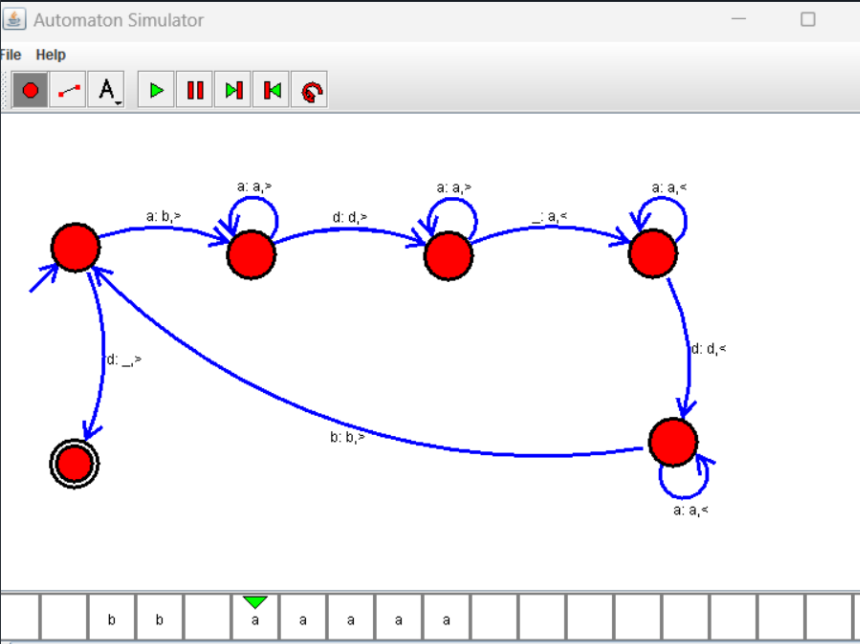 Automaton Simulator
File Help
A
a: a,> a: a,> a: a,<
a: b,> d: d,> _: a,<
d: d,<
d: _,>
b: b,>
a: a,<
b b a a a a a